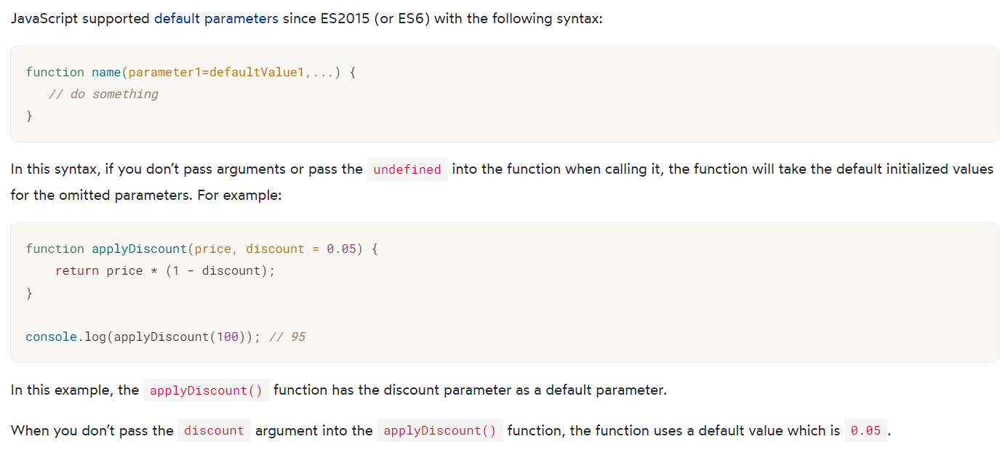 JavaScript supported default parameters since ES2015 (or ES6) with the following syntax:
function name(parameter1=defaultValue1,...) {
   // do something
}
In this syntax, if you don’t pass arguments or pass the undefined into the function when calling it, the function will take the default initialized values
for the omitted parameters. For example:
function applyDiscount(price, discount = 0.05) {
    return price * (1 - discount);
}
console.log(applyDiscount(100)); // 95
In this example, the applyDiscount() function has the discount parameter as a default parameter.
When you don’t pass the discount argument into the applyDiscount() function, the function uses a default value which is 0.05 .